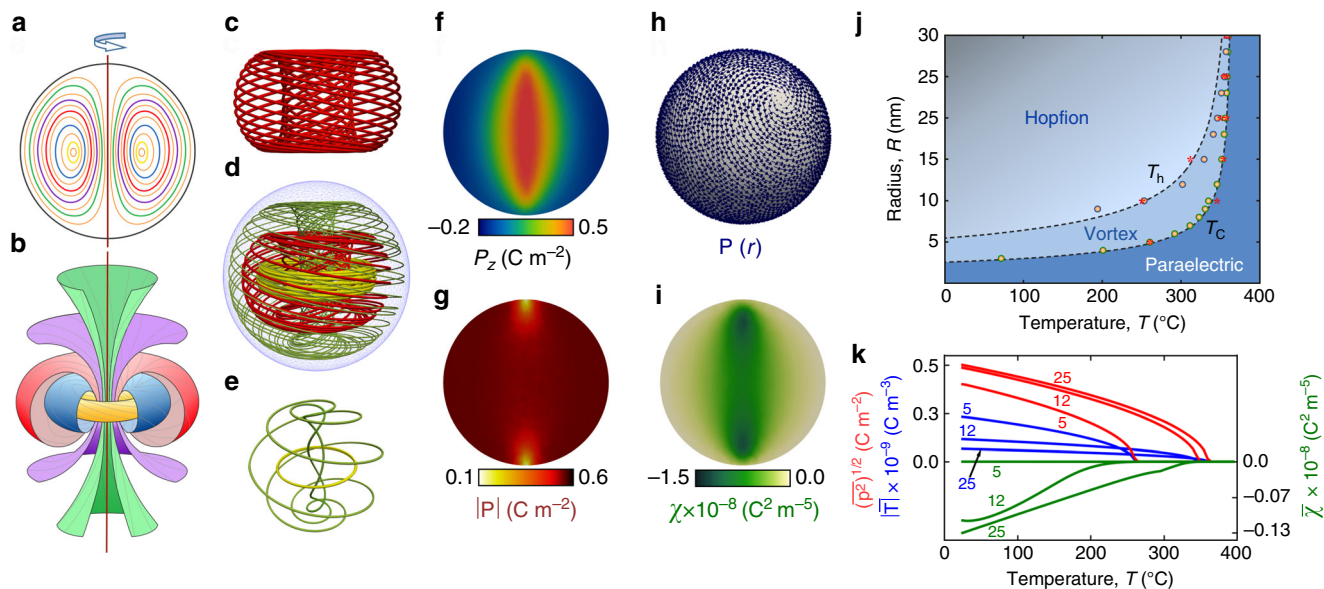 a
b
c
d
e
f
−0.2 0.5
P_z (C m⁻²)
g
0.1 0.6
|P| (C m⁻²)
h
P (r)
i
−1.5 0.0
χ×10⁻⁸ (C² m⁻⁵)
j
30
25
20
15
10
5
Radius, R (nm)
Hopfion
T_h
Vortex
T_C
Paraelectric
0 100 200 300 400
Temperature, T (°C)
k
0.5
0.3
0.0
(p̅²)^1/2 (C m⁻²)
|T̅| × 10⁻⁹ (C m⁻³)
25
12
5
5
12
25
5
12
25
0.0
−0.07
−0.13
χ̅ × 10⁻⁸ (C² m⁻⁵)
0 100 200 300 400
Temperature, T (°C)